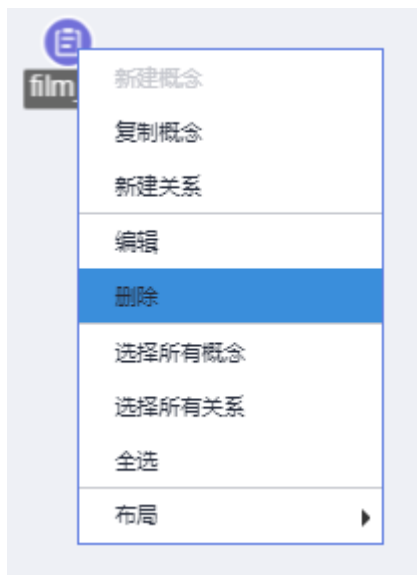 film_
新建概念
复制概念
新建关系
编辑
删除
选择所有概念
选择所有关系
全选
布局